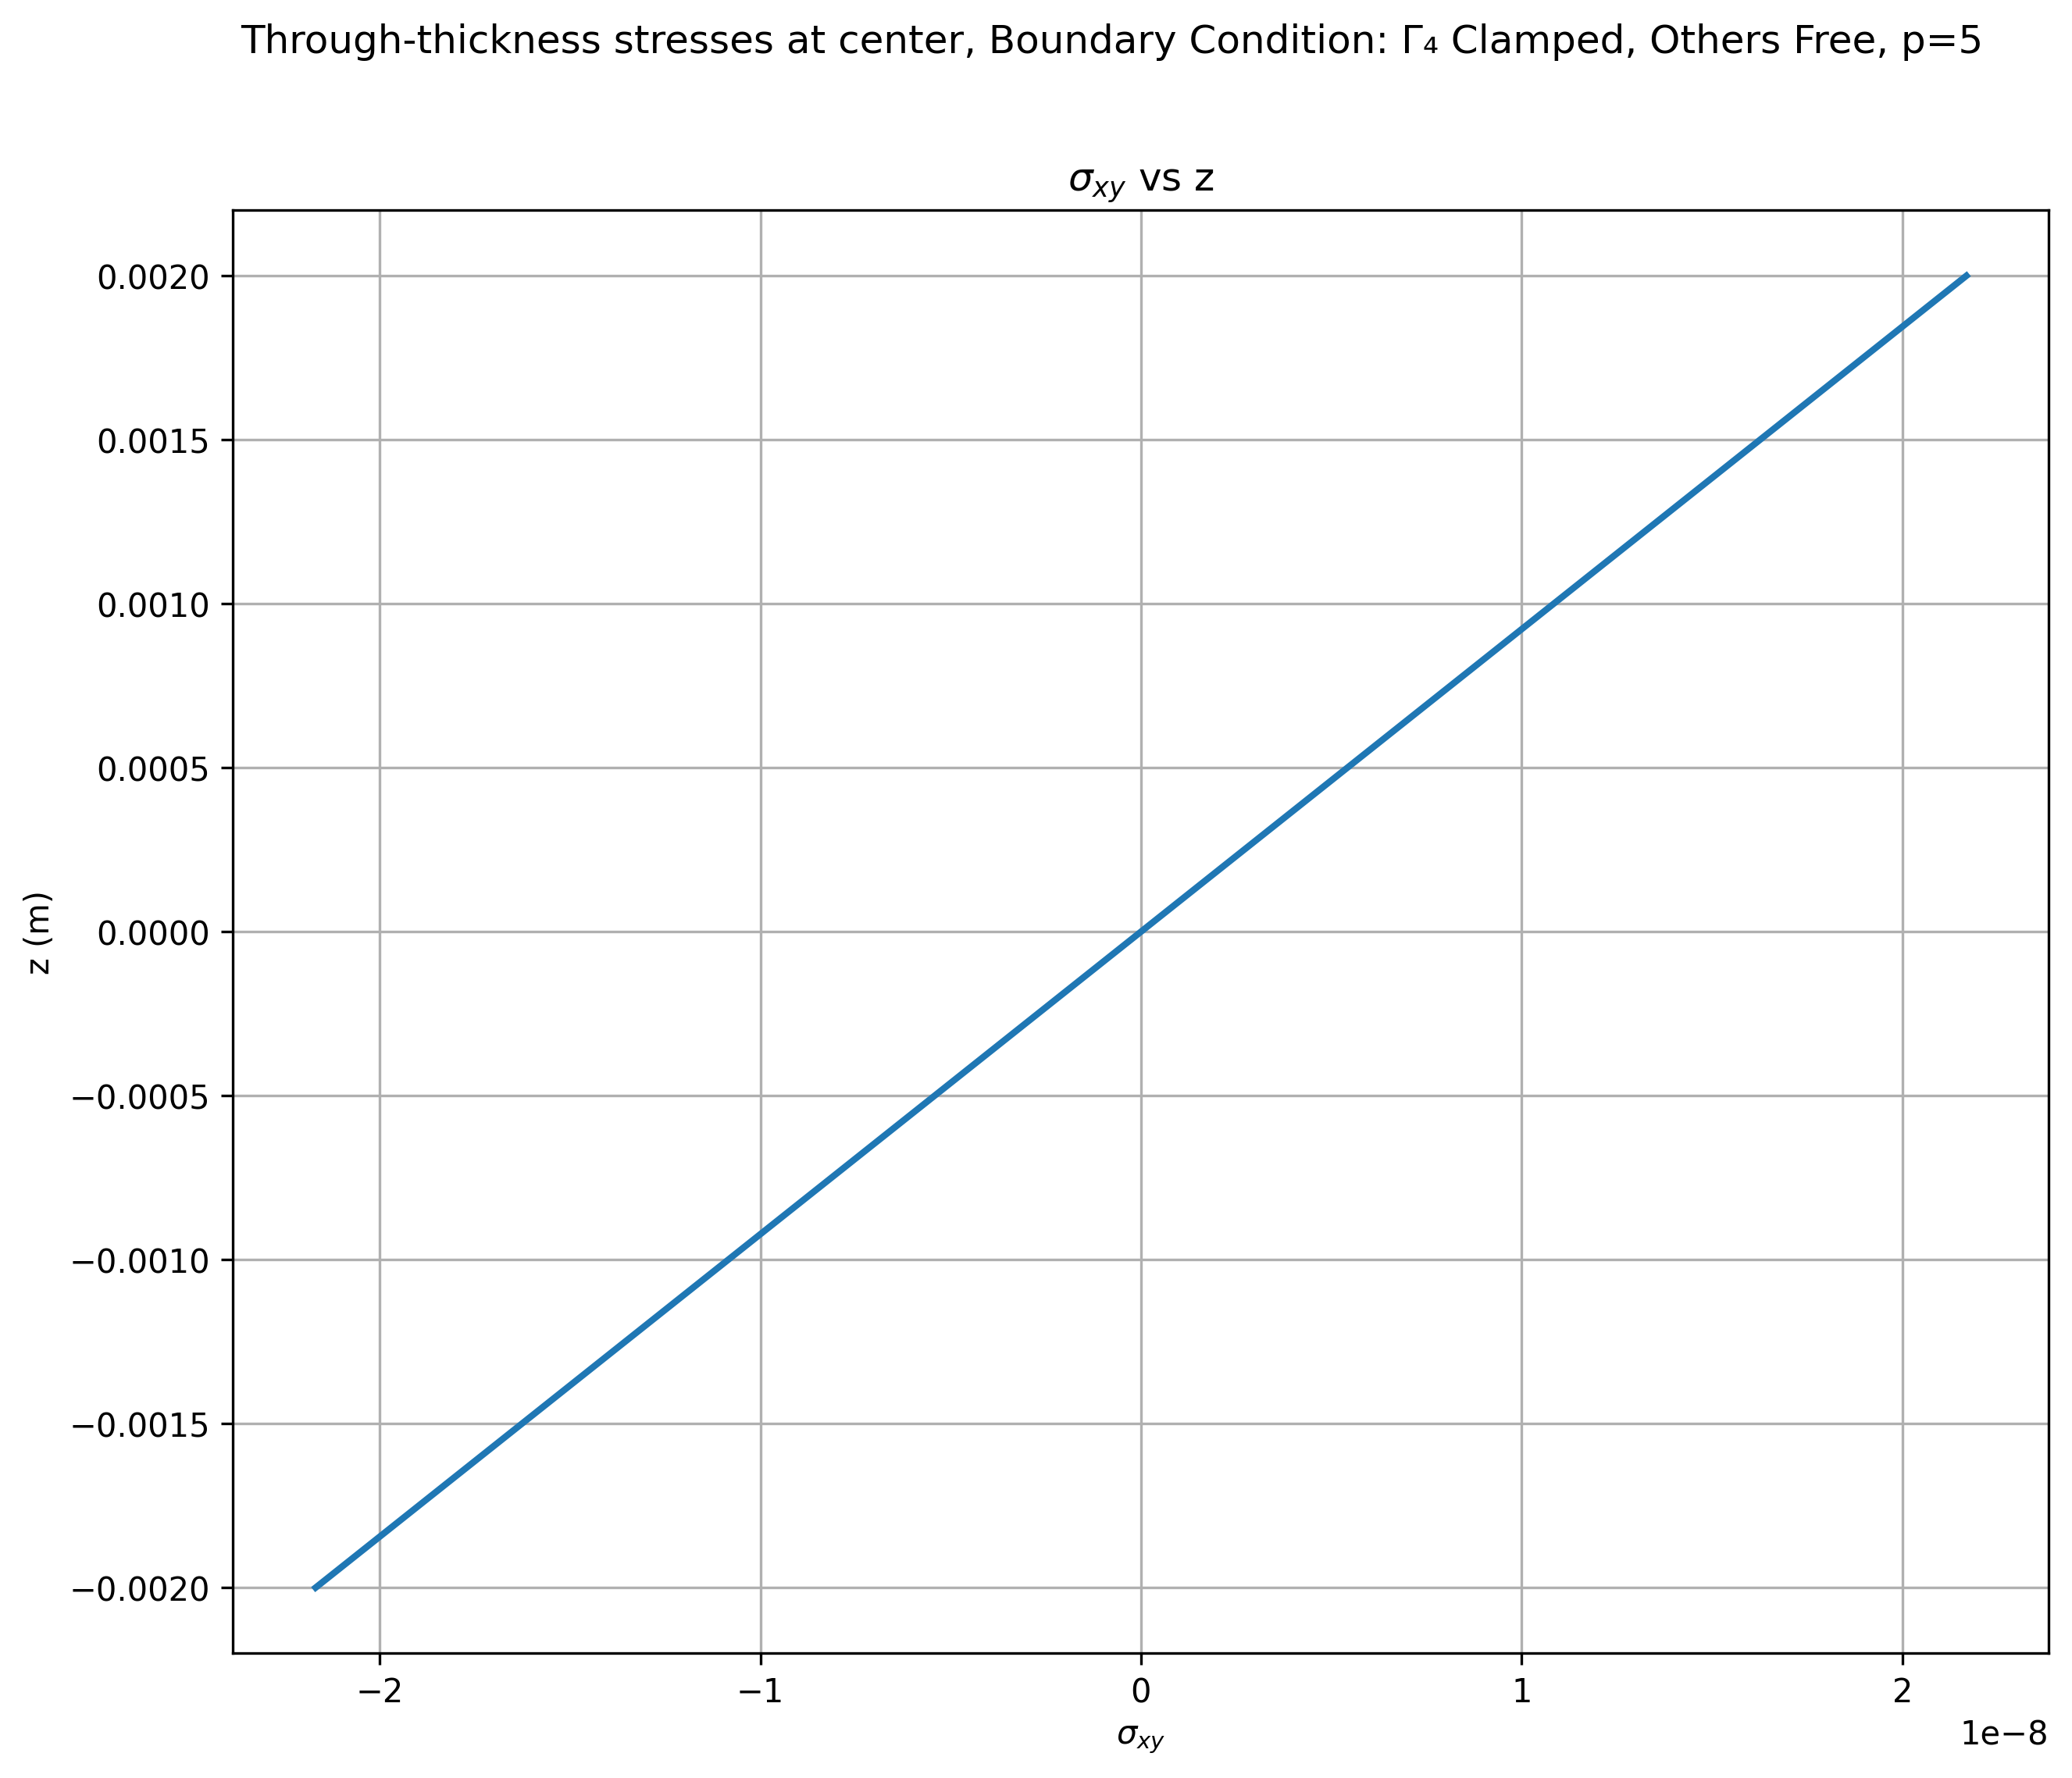 Through-thickness stresses at center, Boundary Condition: Γ₄ Clamped, Others Free, p=5
σxy vs z
0.0020
0.0015
0.0010
0.0005
0.0000
−0.0005
−0.0010
−0.0015
−0.0020
z (m)
−2
−1
0
1
2
σxy
1e−8